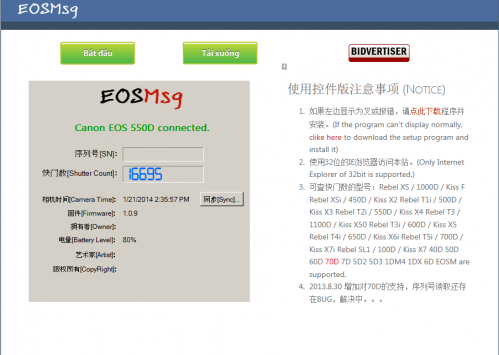 EOSMsg
Bắt đầu
Tải xuống
BIDVERTISER
EOSMsg
Canon EOS 550D connected.
序列号[SN]:
快门数[Shutter Count]: 16695
相机时间[Camera Time]: 1/21/2014 2:35:57 PM 同步[Sync]...
固件[Firmware]: 1.0.9
拥有者[Owner]:
电量[Battery Level]: 80%
艺术家[Artist]:
版权所有[CopyRight]:
使用控件版注意事项 (NOTICE)
1. 如果左边显示为叉或报错，请点此下载程序并
安装。(If the program can't display normally,
clike here to download the setup program and
install it)
2. 使用32位的IE浏览器访问本站。(Only Internet
Explorer of 32bit is supported.)
3. 可查快门数的型号：Rebel XS / 1000D / Kiss F
Rebel XSi / 450D / Kiss X2 Rebel T1i / 500D /
Kiss X3 Rebel T2i / 550D / Kiss X4 Rebel T3 /
1100D / Kiss X50 Rebel T3i / 600D / Kiss X5
Rebel T4i / 650D / Kiss X6i Rebel T5i / 700D /
Kiss X7i Rebel SL1 / 100D / Kiss X7 40D 50D
60D 70D 7D 5D2 5D3 1DM4 1DX 6D EOSM are
supported.
4. 2013.8.30 增加对70D的支持，序列号读取还存
在BUG，解决中。。。